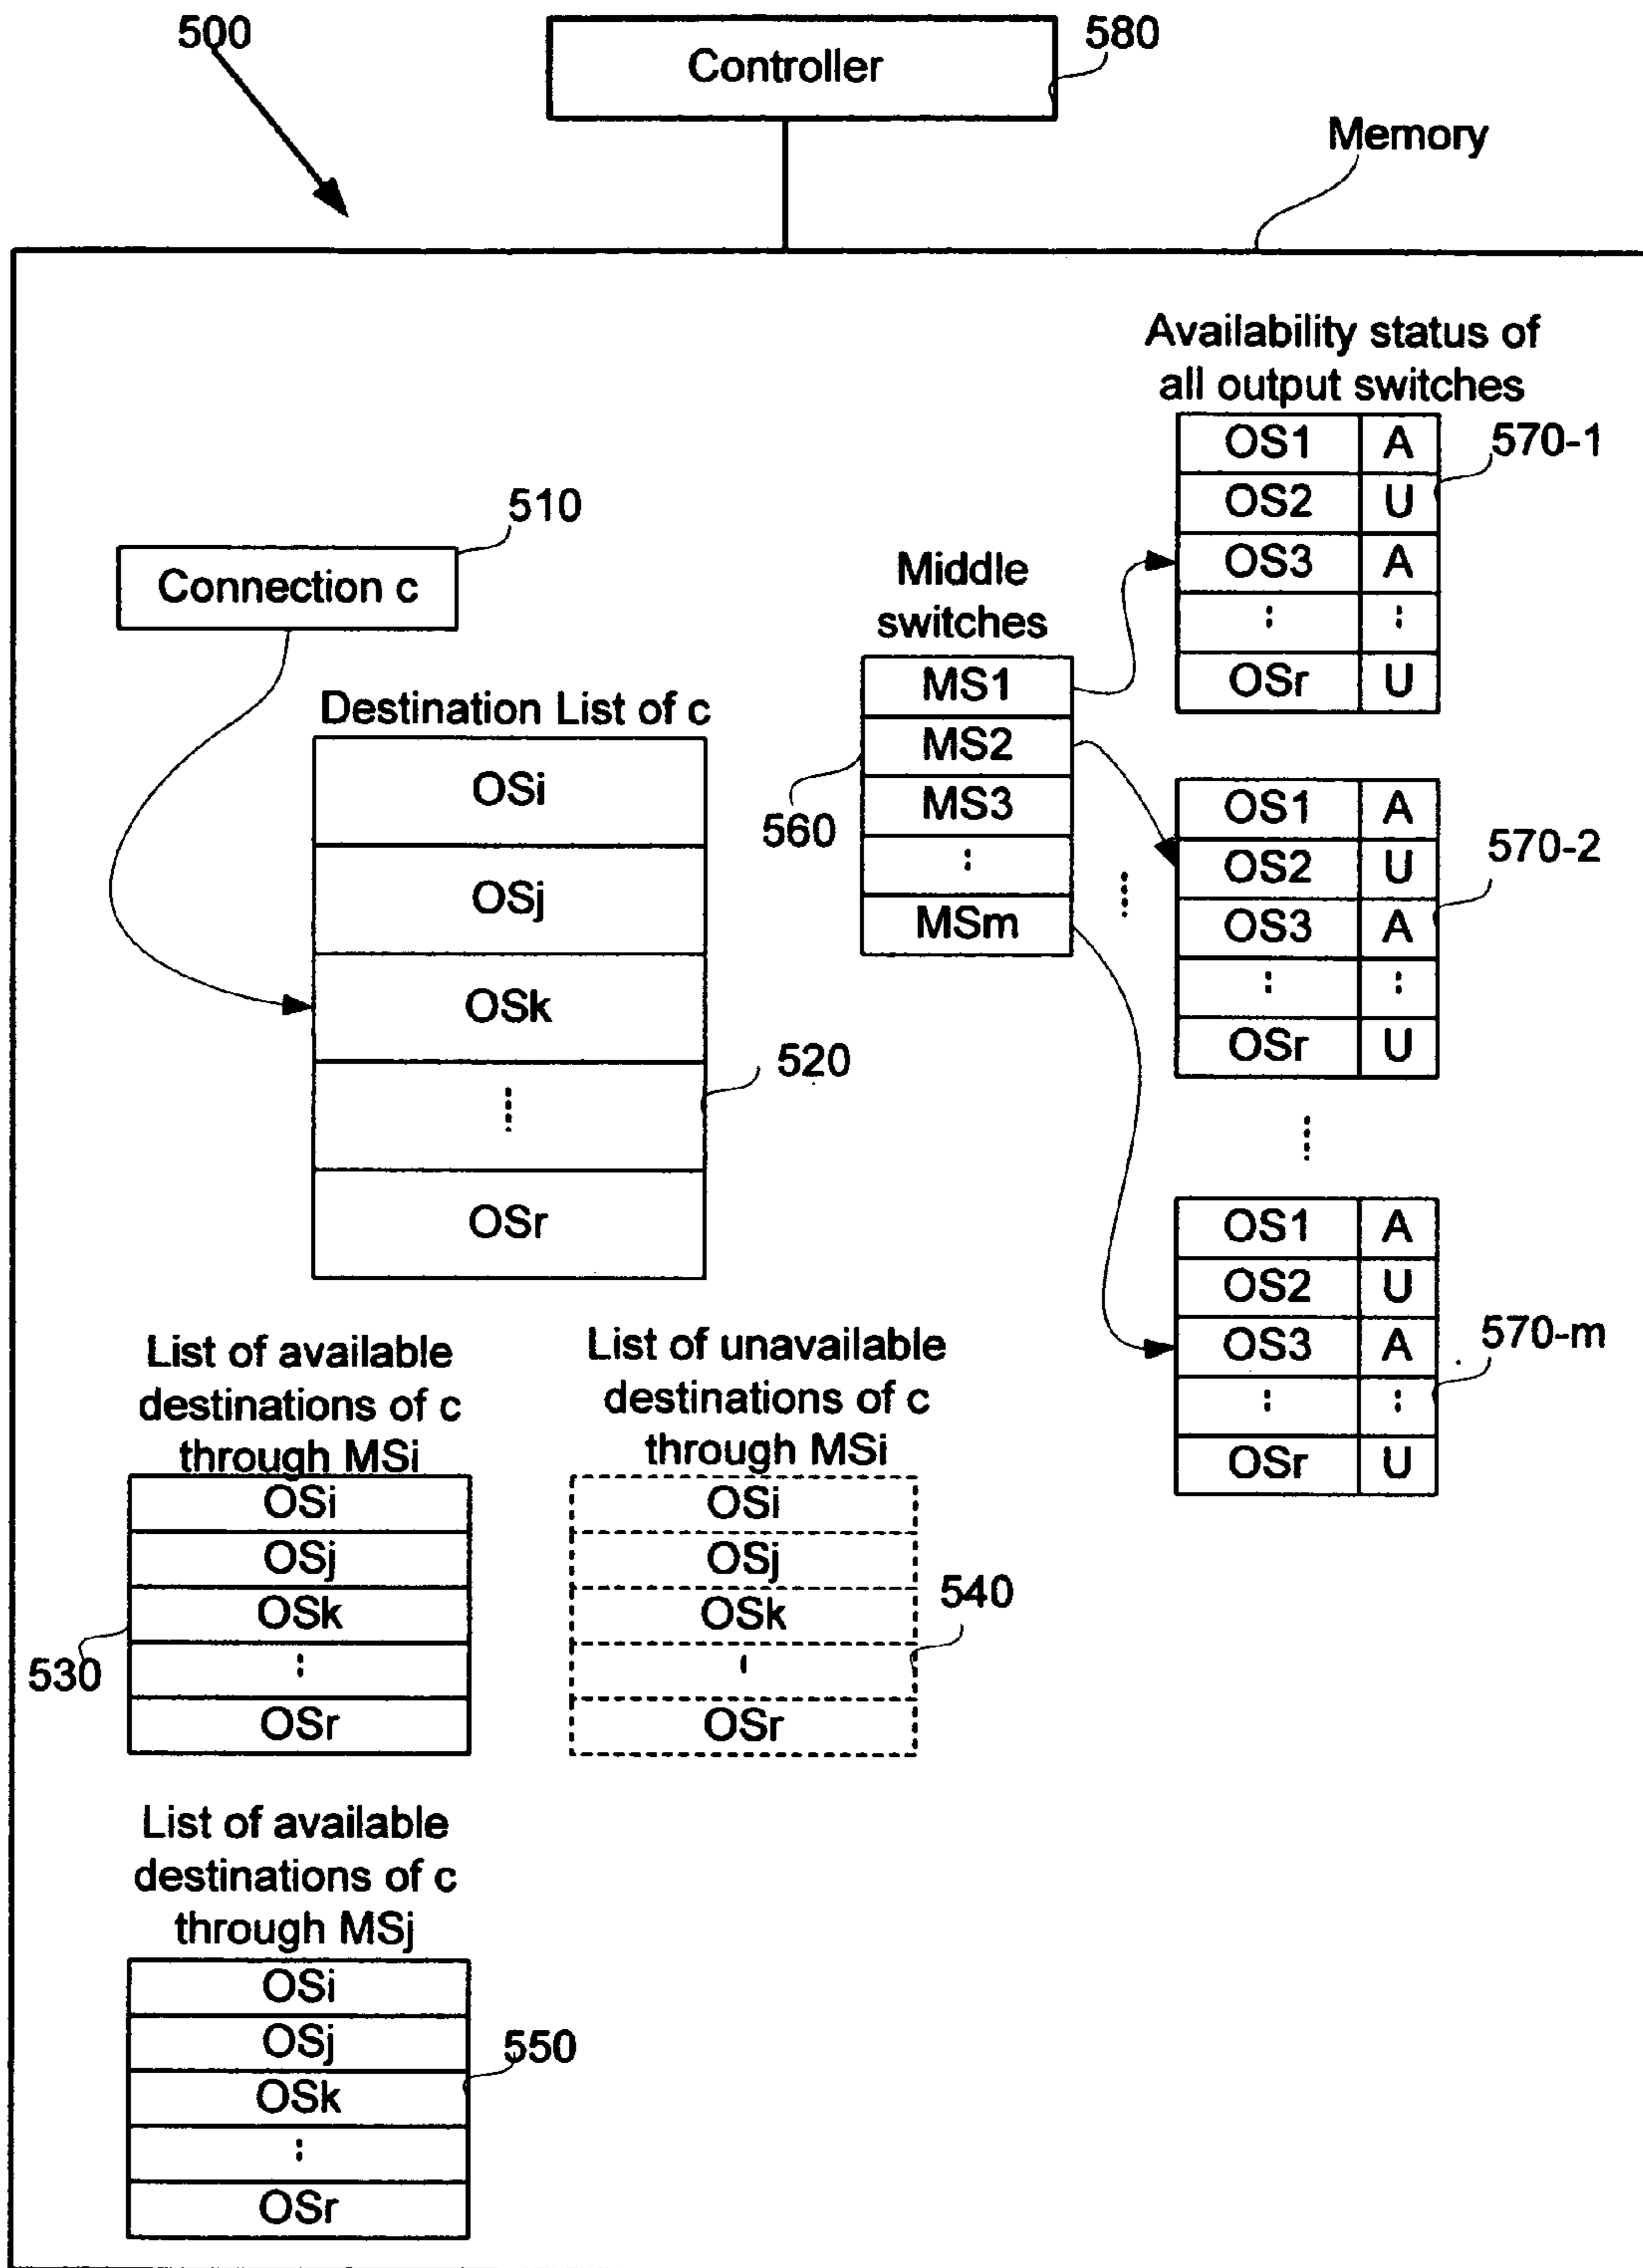 500
Controller
580
Memory
Availability status of
all output switches
OS1 A
OS2 U
OS3 A
⋮ ⋮
OSr U
570-1
510
Connection c
Middle
switches
MS1
MS2
MS3
⋮
MSm
560
Destination List of c
OSi
OSj
OSk
⋮
OSr
520
OS1 A
OS2 U
OS3 A
⋮ ⋮
OSr U
570-2
OS1 A
OS2 U
OS3 A
⋮ ⋮
OSr U
570-m
List of available
destinations of c
through MSi
OSi
OSj
OSk
⋮
OSr
530
List of unavailable
destinations of c
through MSi
OSi
OSj
OSk
⋮
OSr
540
List of available
destinations of c
through MSj
OSi
OSj
OSk
⋮
OSr
550